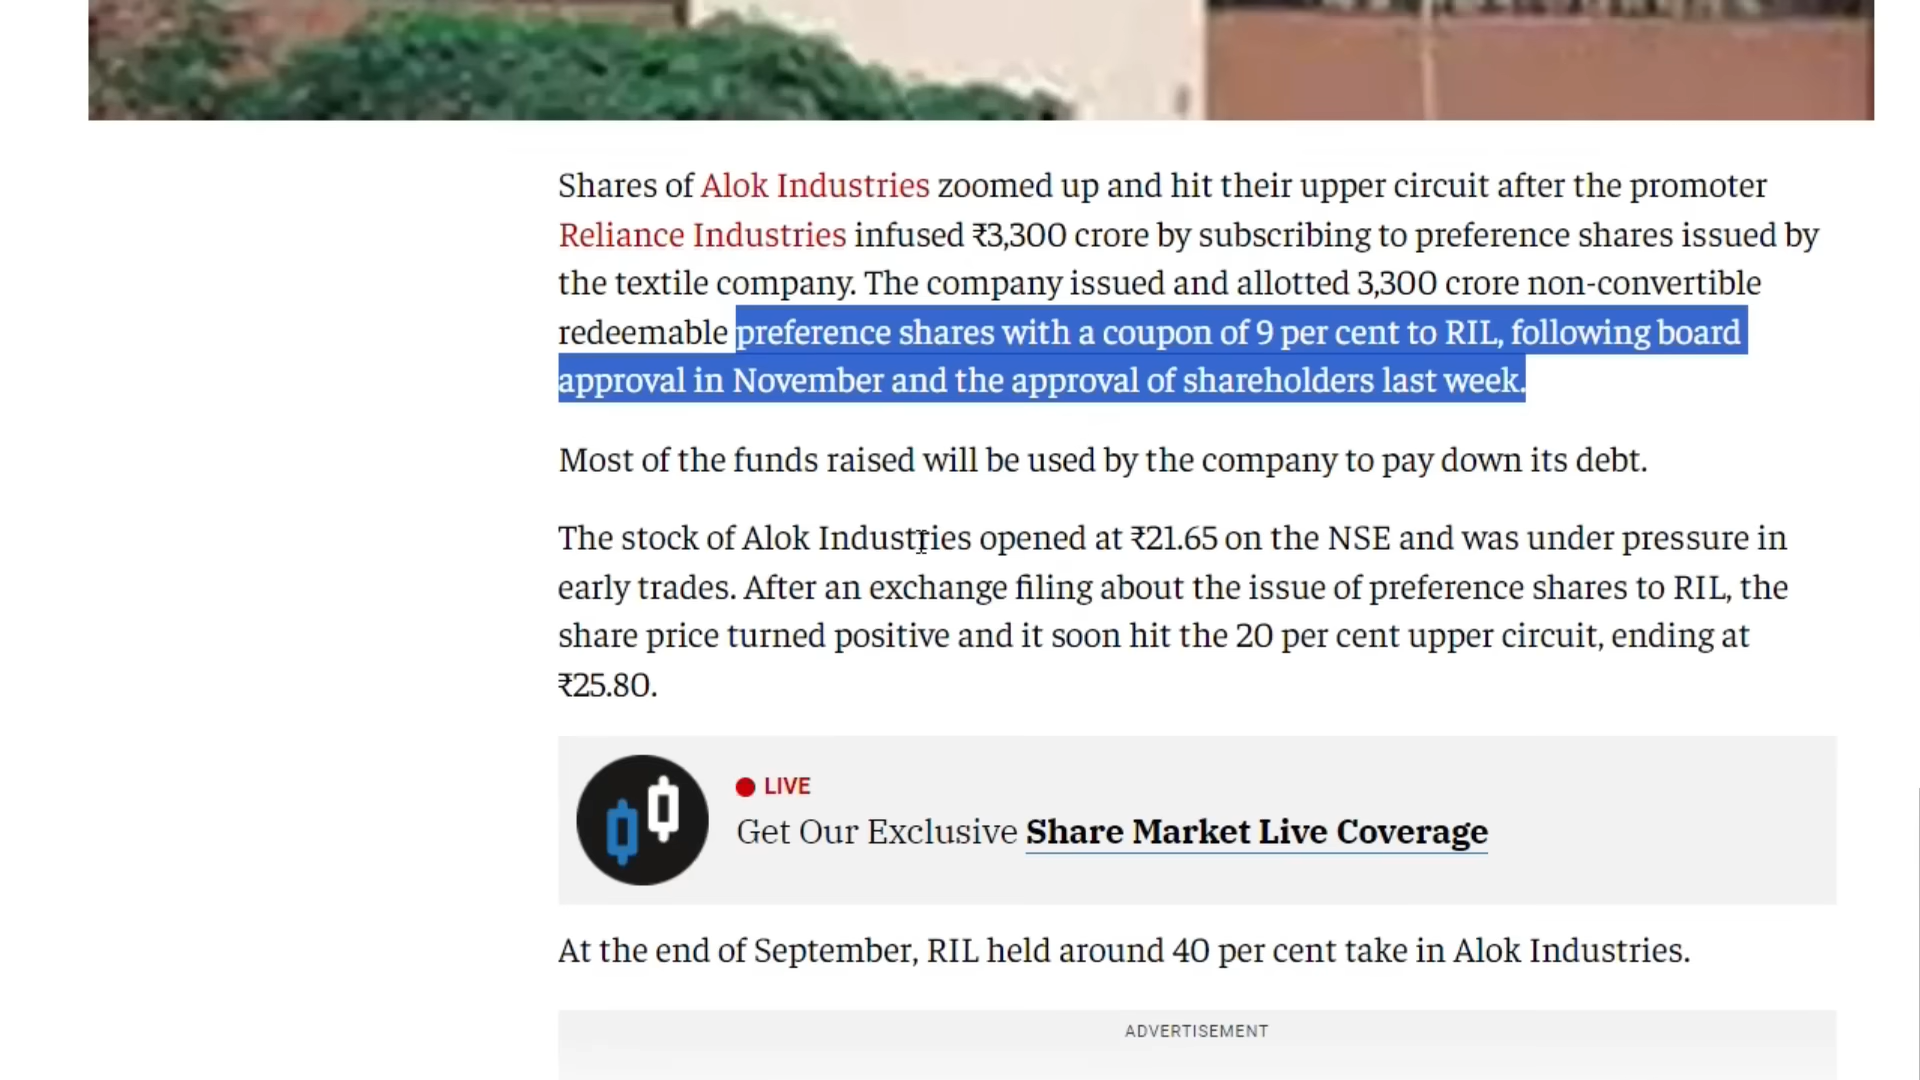 Shares of Alok Industries zoomed up and hit their upper circuit after the promoter
Reliance Industries infused ₹3,300 crore by subscribing to preference shares issued by
the textile company. The company issued and allotted 3,300 crore non-convertible
redeemable preference shares with a coupon of 9 per cent to RIL, following board
approval in November and the approval of shareholders last week.
Most of the funds raised will be used by the company to pay down its debt.
The stock of Alok Industries opened at ₹21.65 on the NSE and was under pressure in
early trades. After an exchange filing about the issue of preference shares to RIL, the
share price turned positive and it soon hit the 20 per cent upper circuit, ending at
₹25.80.
LIVE
Get Our Exclusive Share Market Live Coverage
At the end of September, RIL held around 40 per cent take in Alok Industries.
ADVERTISEMENT